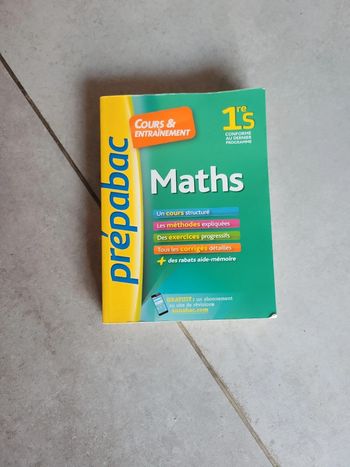 prépabac
COURS &
ENTRAÎNEMENT
1re S
CONFORME
AU DERNIER
PROGRAMME
Maths
Un cours structuré
Les méthodes expliquées
Des exercices progressifs
Tous les corrigés détaillés
+ des rabats aide-mémoire
GRATUIT : un abonnement
au site de révisions
annabac.com